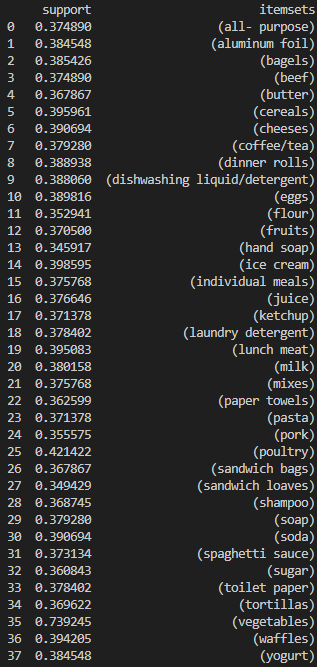 support itemsets
0 0.374890 (all- purpose)
1 0.384548 (aluminum foil)
2 0.385426 (bagels)
3 0.374890 (beef)
4 0.367867 (butter)
5 0.395961 (cereals)
6 0.390694 (cheeses)
7 0.379280 (coffee/tea)
8 0.388938 (dinner rolls)
9 0.388060 (dishwashing liquid/detergent)
10 0.389816 (eggs)
11 0.352941 (flour)
12 0.370500 (fruits)
13 0.345917 (hand soap)
14 0.398595 (ice cream)
15 0.375768 (individual meals)
16 0.376646 (juice)
17 0.371378 (ketchup)
18 0.378402 (laundry detergent)
19 0.395083 (lunch meat)
20 0.380158 (milk)
21 0.375768 (mixes)
22 0.362599 (paper towels)
23 0.371378 (pasta)
24 0.355575 (pork)
25 0.421422 (poultry)
26 0.367867 (sandwich bags)
27 0.349429 (sandwich loaves)
28 0.368745 (shampoo)
29 0.379280 (soap)
30 0.390694 (soda)
31 0.373134 (spaghetti sauce)
32 0.360843 (sugar)
33 0.378402 (toilet paper)
34 0.369622 (tortillas)
35 0.739245 (vegetables)
36 0.394205 (waffles)
37 0.384548 (yogurt)